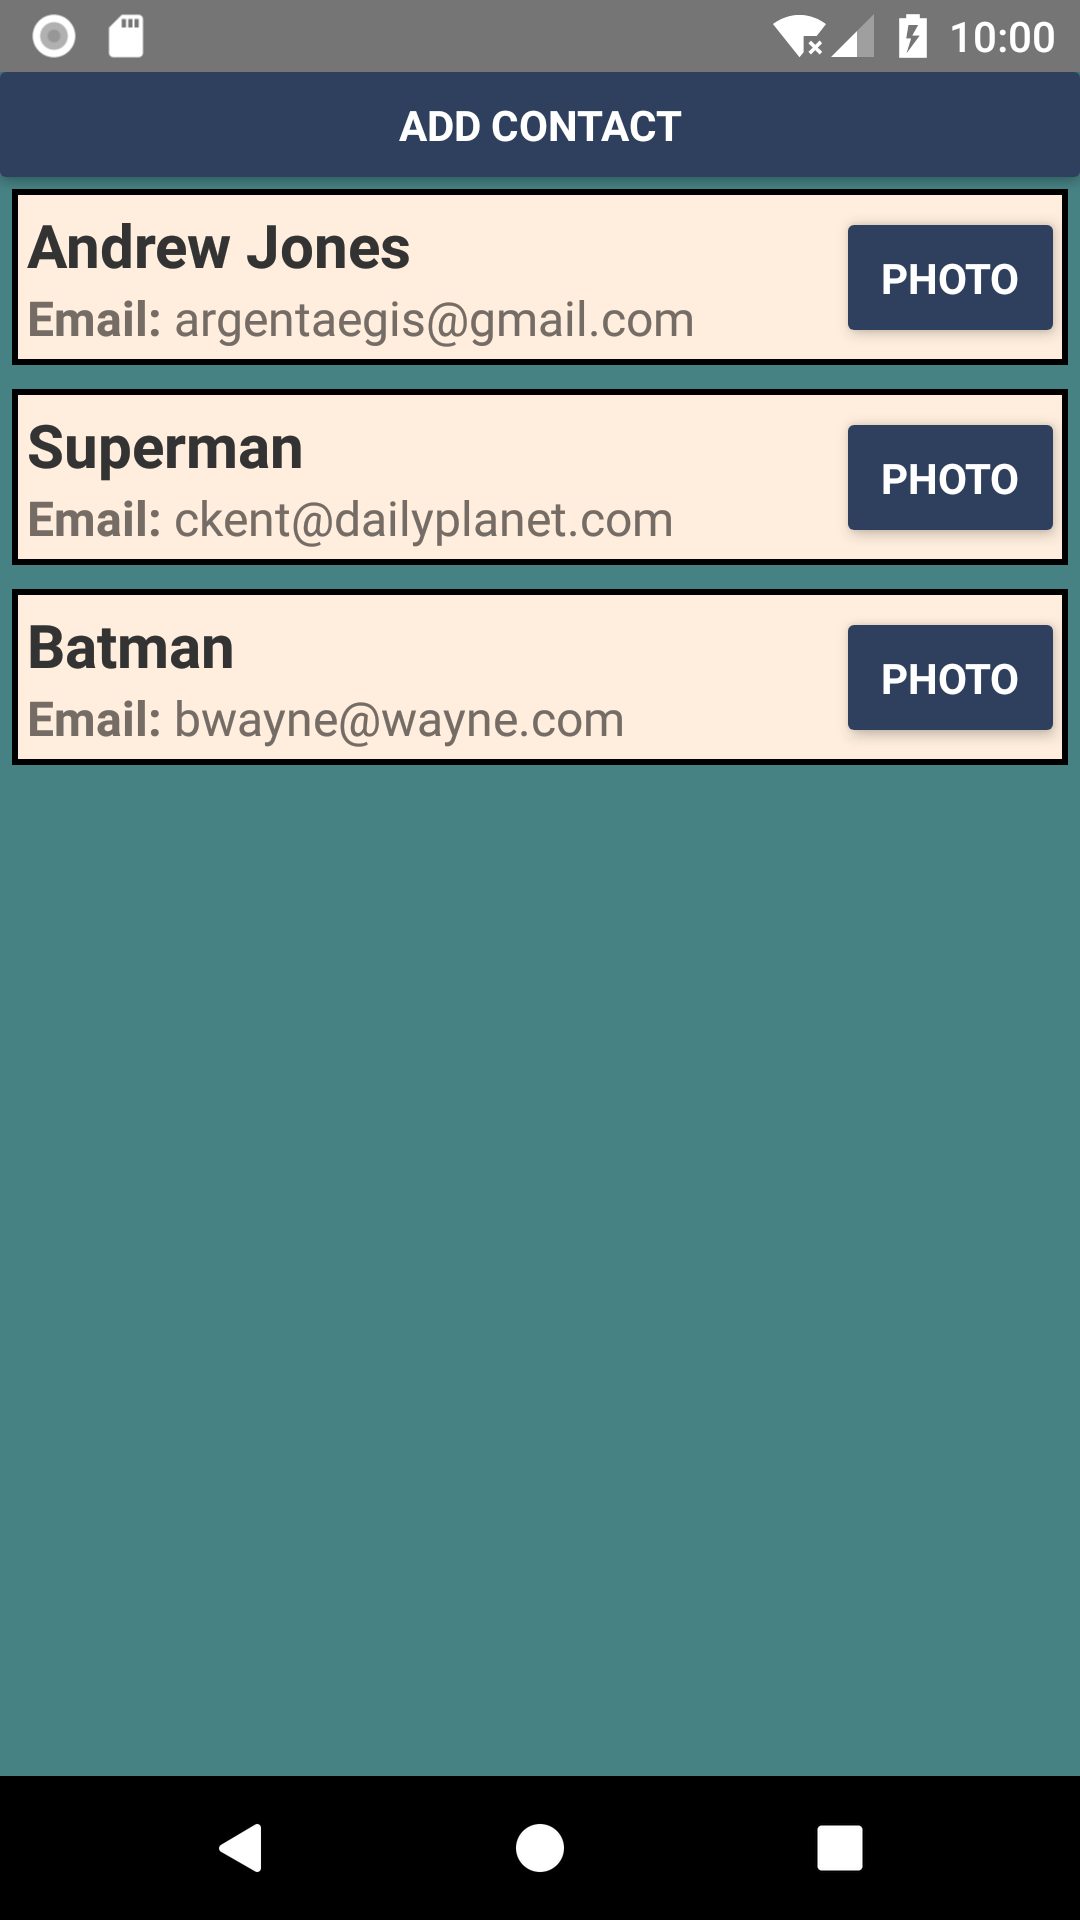 10:00
ADD CONTACT
Andrew Jones
Email: argentaegis@gmail.com
PHOTO
Superman
Email: ckent@dailyplanet.com
PHOTO
Batman
Email: bwayne@wayne.com
PHOTO